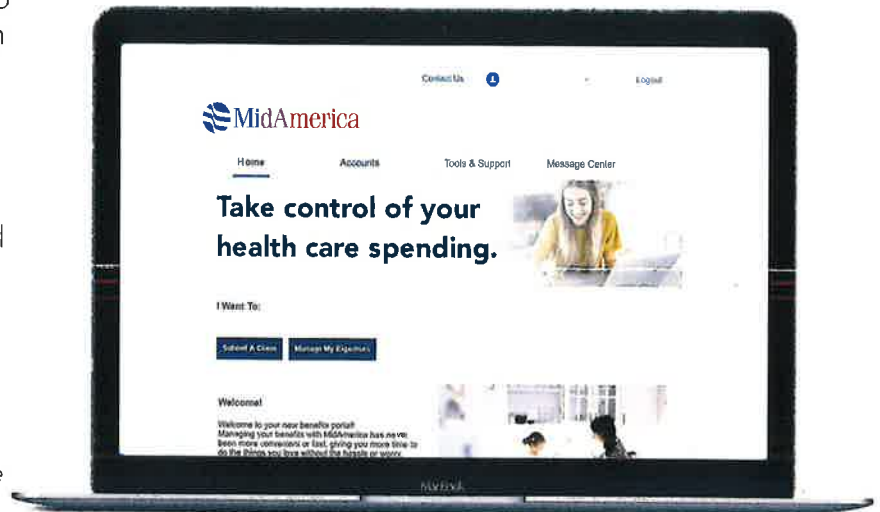 Contact Us
Logout
MidAmerica
Home Accounts Tools & Support Message Center
Take control of your
health care spending.
I Want To:
Submit A Claim Manage My Expenses
Welcome!
Welcome to your new benefits portal!
Managing your benefits with MidAmerica has never
been more convenient or fast, giving you more time to
do the things you love without the hassle or worry.
MacBook